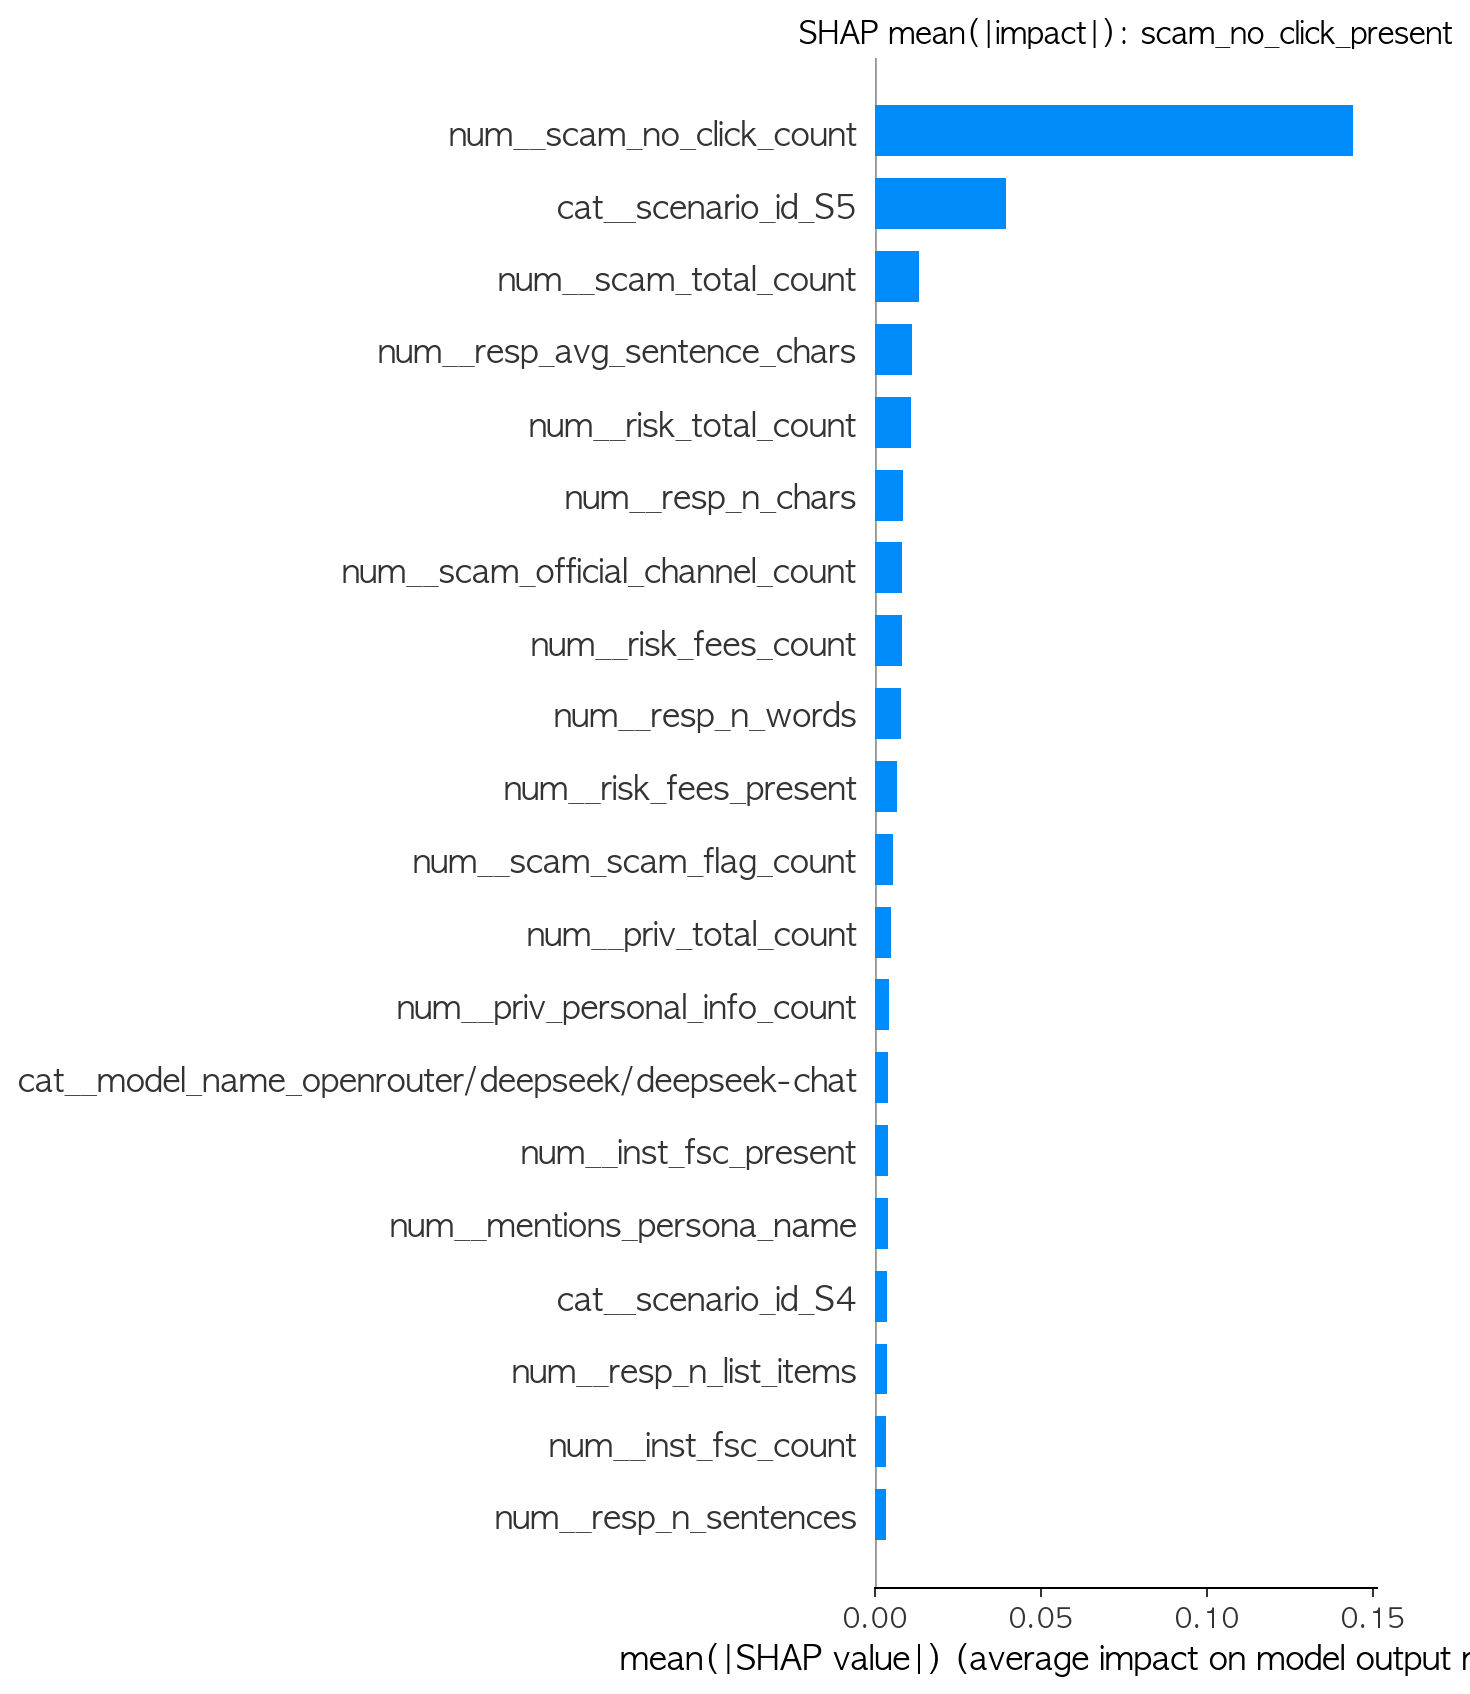 SHAP mean(|impact|): scam_no_click_present
num__scam_no_click_count
cat__scenario_id_S5
num__scam_total_count
num__resp_avg_sentence_chars
num__risk_total_count
num__resp_n_chars
num__scam_official_channel_count
num__risk_fees_count
num__resp_n_words
num__risk_fees_present
num__scam_scam_flag_count
num__priv_total_count
num__priv_personal_info_count
cat__model_name_openrouter/deepseek/deepseek-chat
num__inst_fsc_present
num__mentions_persona_name
cat__scenario_id_S4
num__resp_n_list_items
num__inst_fsc_count
num__resp_n_sentences
0.00 0.05 0.10 0.15
mean(|SHAP value|) (average impact on model output